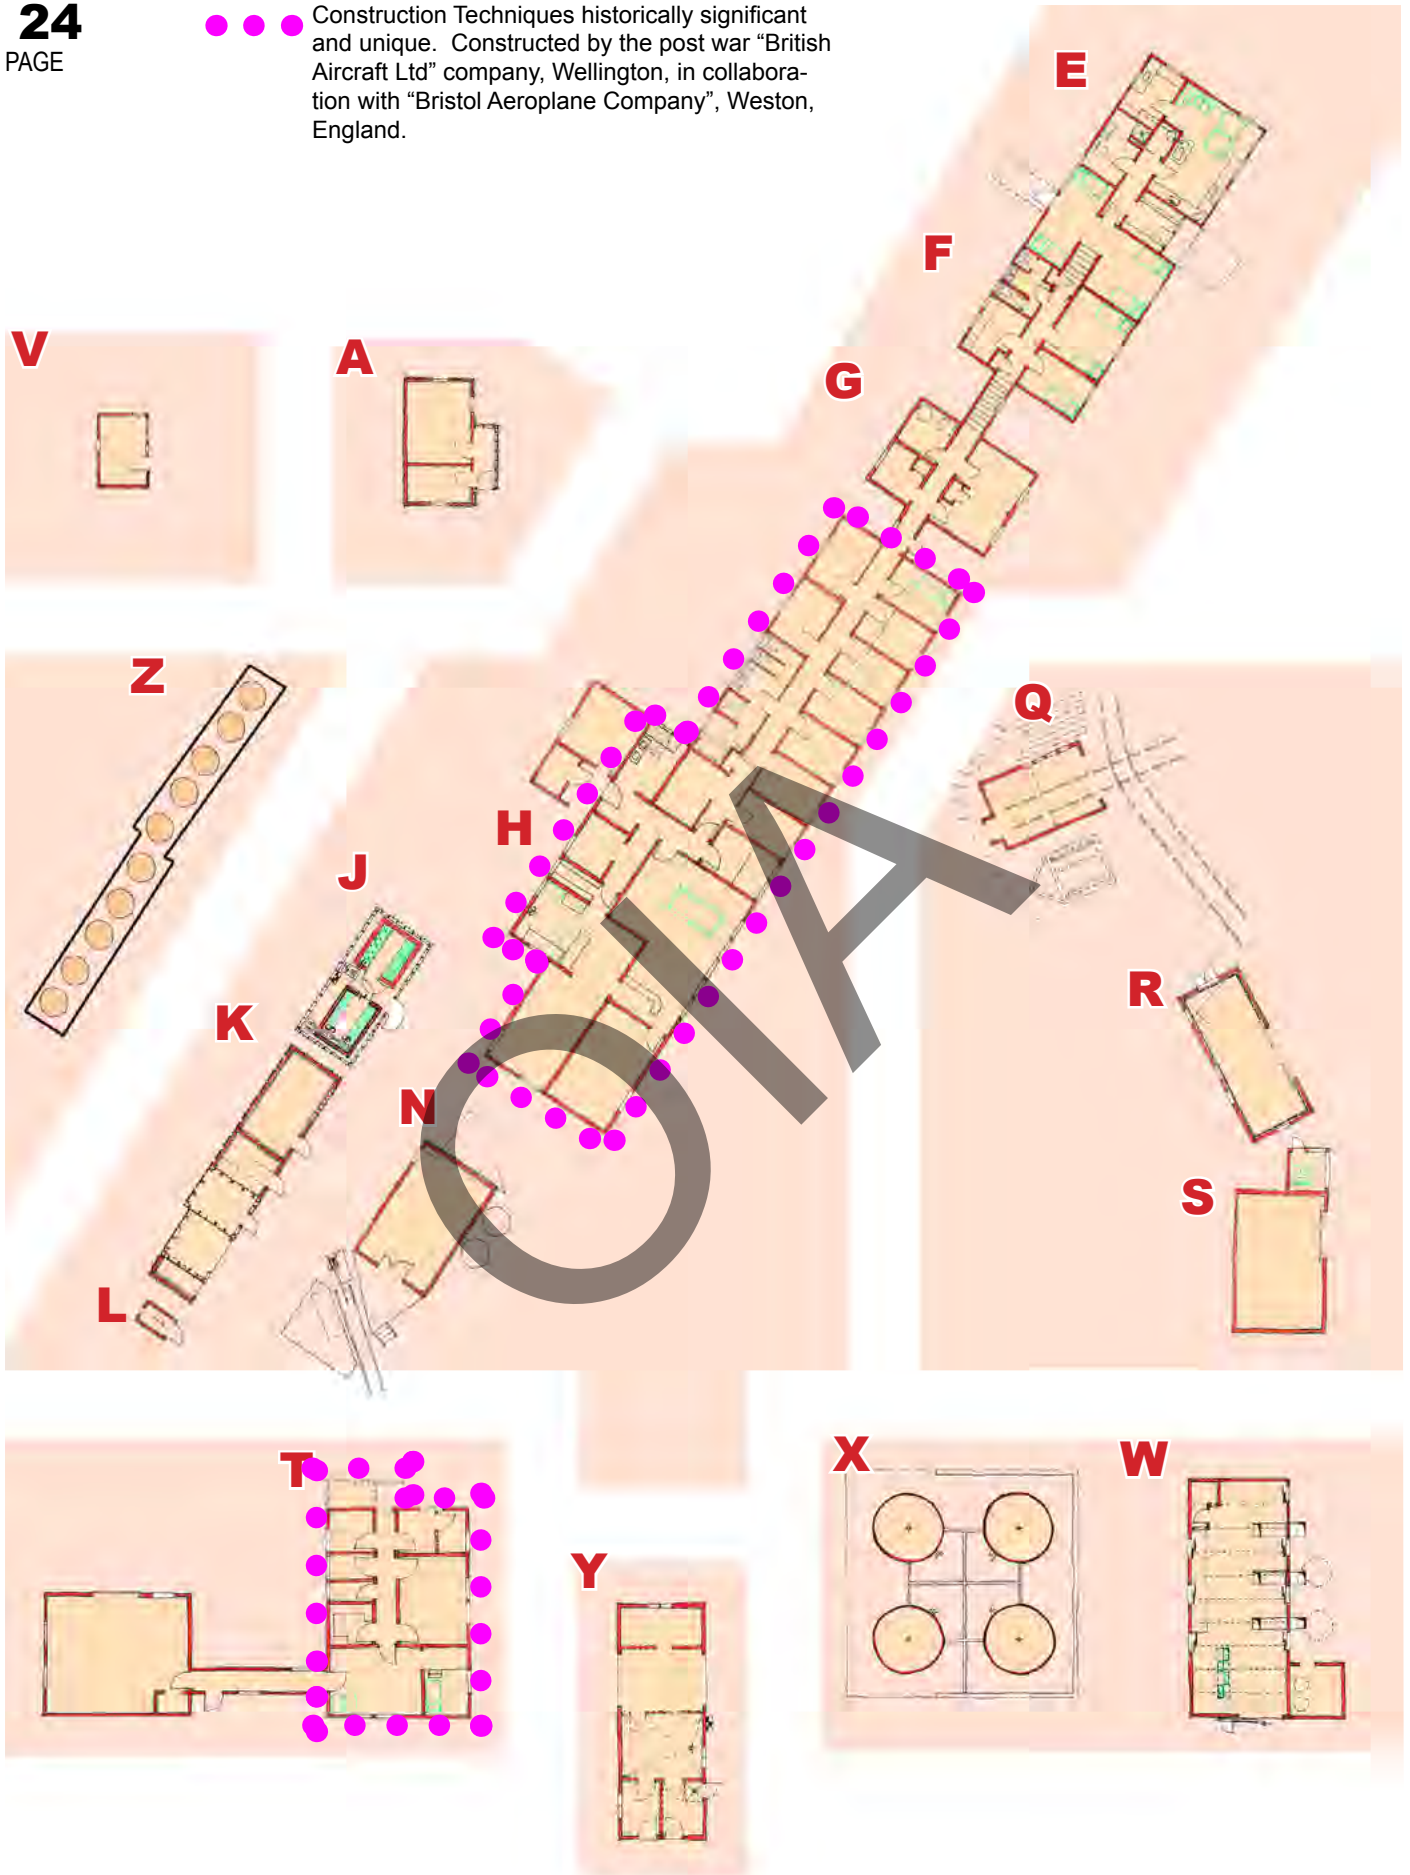 24
PAGE
Construction Techniques historically significant
and unique. Constructed by the post war “British
Aircraft Ltd” company, Wellington, in collabora-
tion with “Bristol Aeroplane Company”, Weston,
England.
E
F
V
A
G
Z
Q
H
J
R
K
N
S
L
OIA
T
X
W
Y